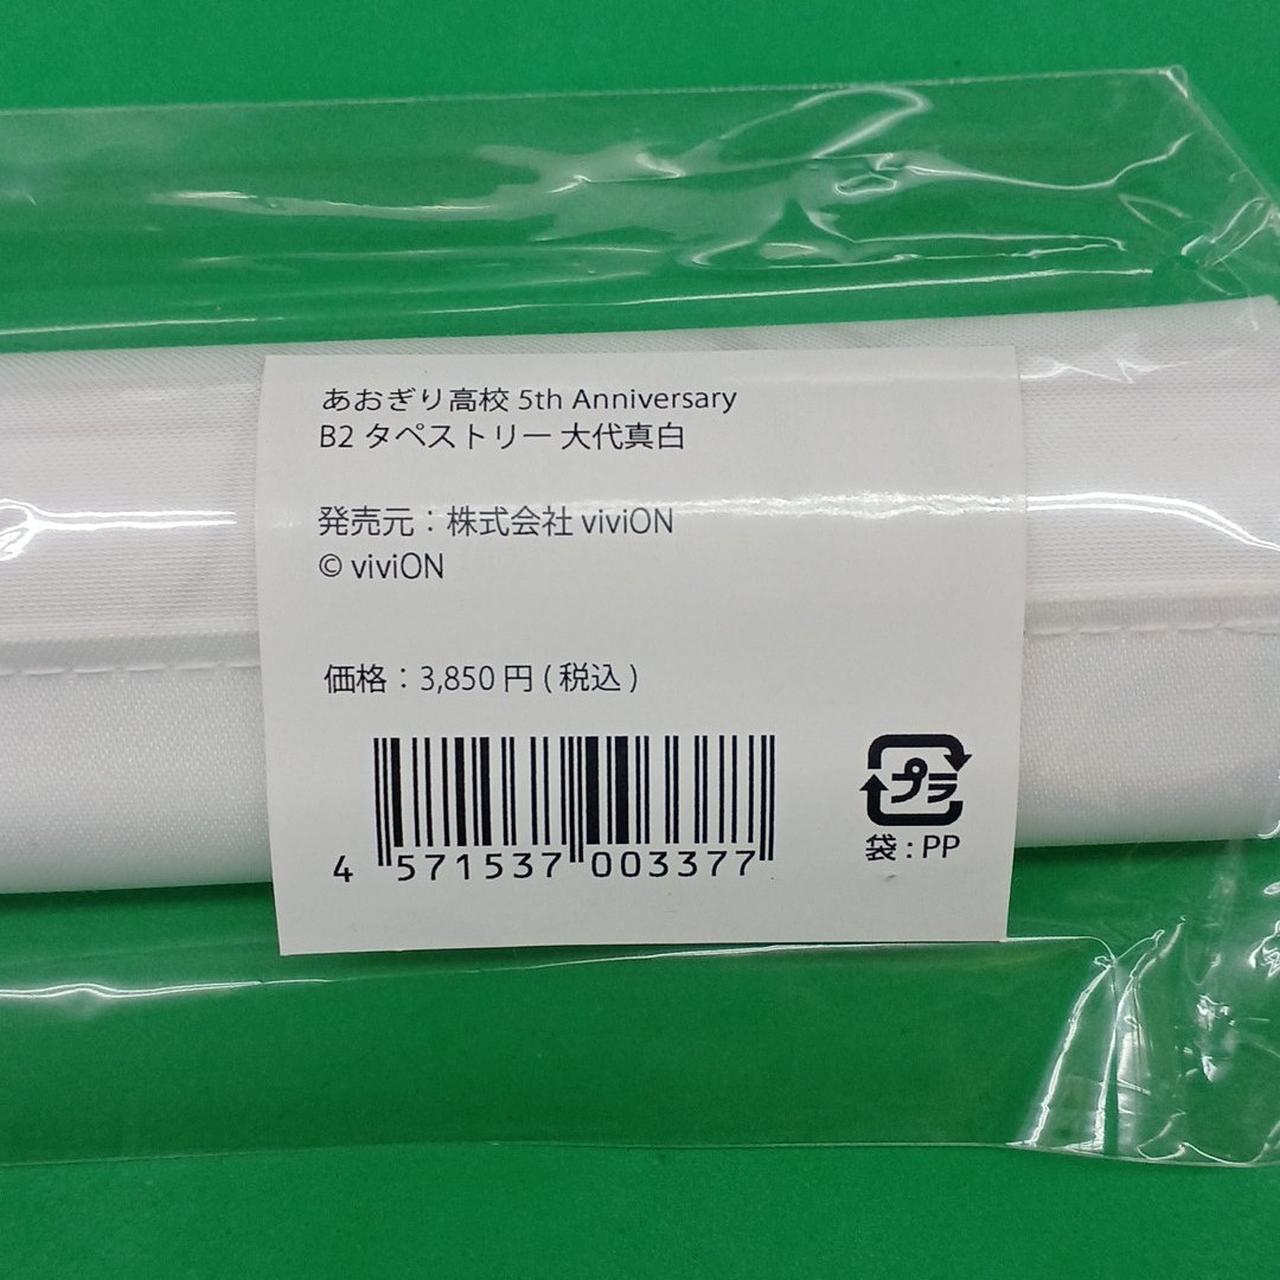 あおぎり高校 5th Anniversary
B2 タペストリー 大代真白
発売元：株式会社 viviON
© viviON
価格：3,850 円 ( 税込 )
4 571537 003377
プラ
袋 : PP